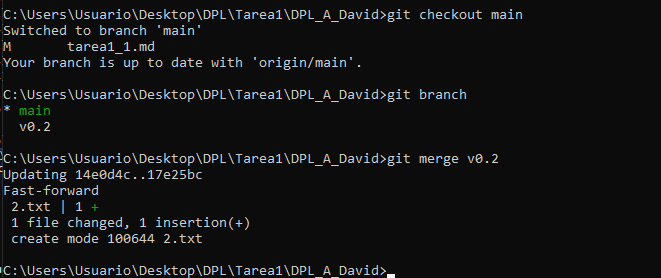 C:\Users\Usuario\Desktop\DPL\Tarea1\DPL_A_David>git checkout main
Switched to branch 'main'
M       tarea1_1.md
Your branch is up to date with 'origin/main'.
C:\Users\Usuario\Desktop\DPL\Tarea1\DPL_A_David>git branch
* main
  v0.2
C:\Users\Usuario\Desktop\DPL\Tarea1\DPL_A_David>git merge v0.2
Updating 14e0d4c..17e25bc
Fast-forward
 2.txt | 1 +
 1 file changed, 1 insertion(+)
 create mode 100644 2.txt
C:\Users\Usuario\Desktop\DPL\Tarea1\DPL_A_David>